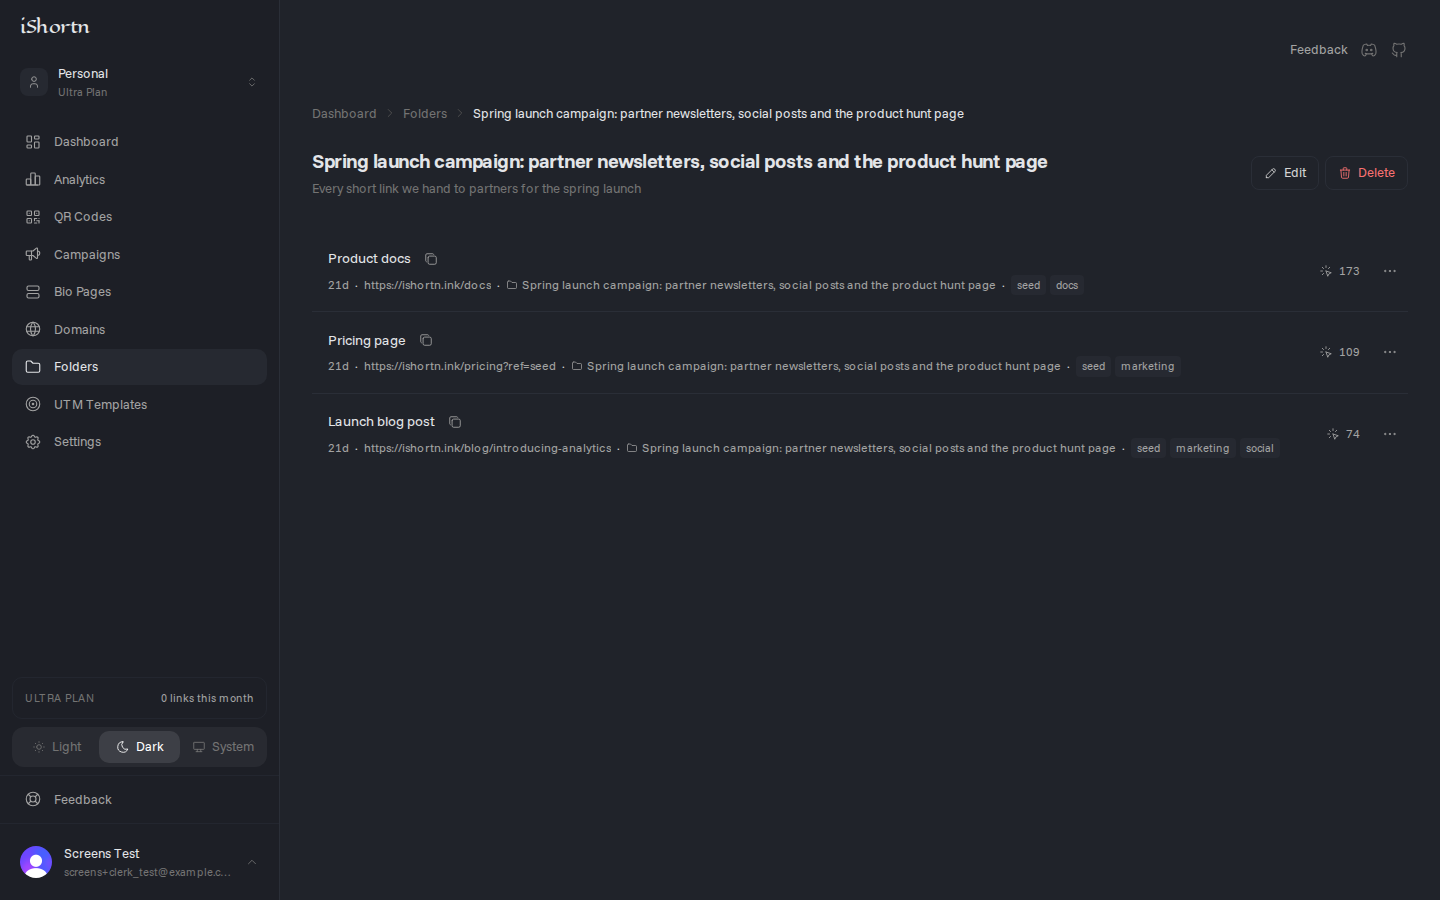 iShortn
Personal
Ultra Plan
Dashboard
Analytics
QR Codes
Campaigns
Bio Pages
Domains
Folders
UTM Templates
Settings
ULTRA PLAN 0 links this month
Light Dark System
Feedback
Screens Test
screens+clerk_test@example.c...
Feedback
Dashboard Folders Spring launch campaign: partner newsletters, social posts and the product hunt page
Spring launch campaign: partner newsletters, social posts and the product hunt page
Every short link we hand to partners for the spring launch
Edit Delete
Product docs
21d · https://ishortn.ink/docs · Spring launch campaign: partner newsletters, social posts and the product hunt page · seed docs
173
Pricing page
21d · https://ishortn.ink/pricing?ref=seed · Spring launch campaign: partner newsletters, social posts and the product hunt page · seed marketing
109
Launch blog post
21d · https://ishortn.ink/blog/introducing-analytics · Spring launch campaign: partner newsletters, social posts and the product hunt page · seed marketing social
74